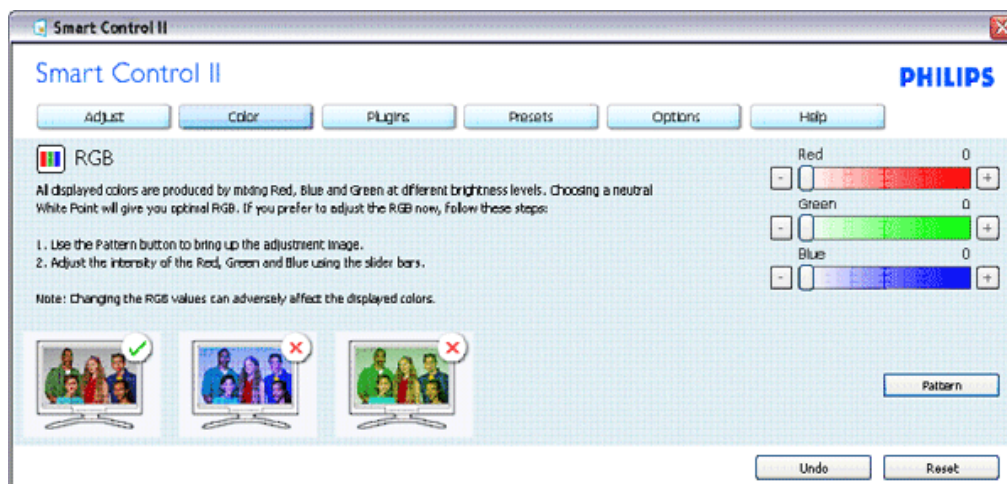 Smart Control II
Smart Control II
PHILIPS
Adjust Color Plugins Presets Options Help
RGB
All displayed colors are produced by mixing Red, Blue and Green at different brightness levels. Choosing a neutral
White Point will give you optimal RGB. If you prefer to adjust the RGB now, follow these steps:
1. Use the Pattern button to bring up the adjustment image.
2. Adjust the intensity of the Red, Green and Blue using the slider bars.
Note: Changing the RGB values can adversely affect the displayed colors.
Red 0
- +
Green 0
- +
Blue 0
- +
Pattern
Undo Reset